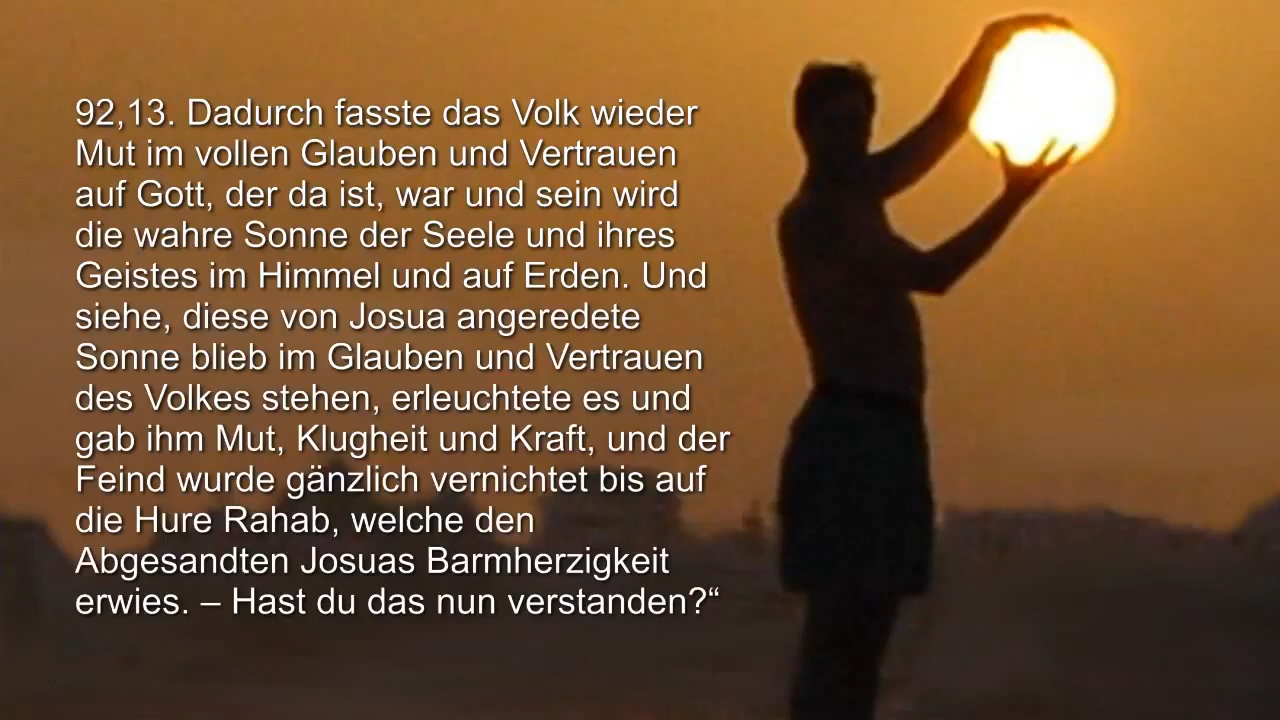 92,13. Dadurch fasste das Volk wieder
Mut im vollen Glauben und Vertrauen
auf Gott, der da ist, war und sein wird
die wahre Sonne der Seele und ihres
Geistes im Himmel und auf Erden. Und
siehe, diese von Josua angeredete
Sonne blieb im Glauben und Vertrauen
des Volkes stehen, erleuchtete es und
gab ihm Mut, Klugheit und Kraft, und der
Feind wurde gänzlich vernichtet bis auf
die Hure Rahab, welche den
Abgesandten Josuas Barmherzigkeit
erwies. – Hast du das nun verstanden?“